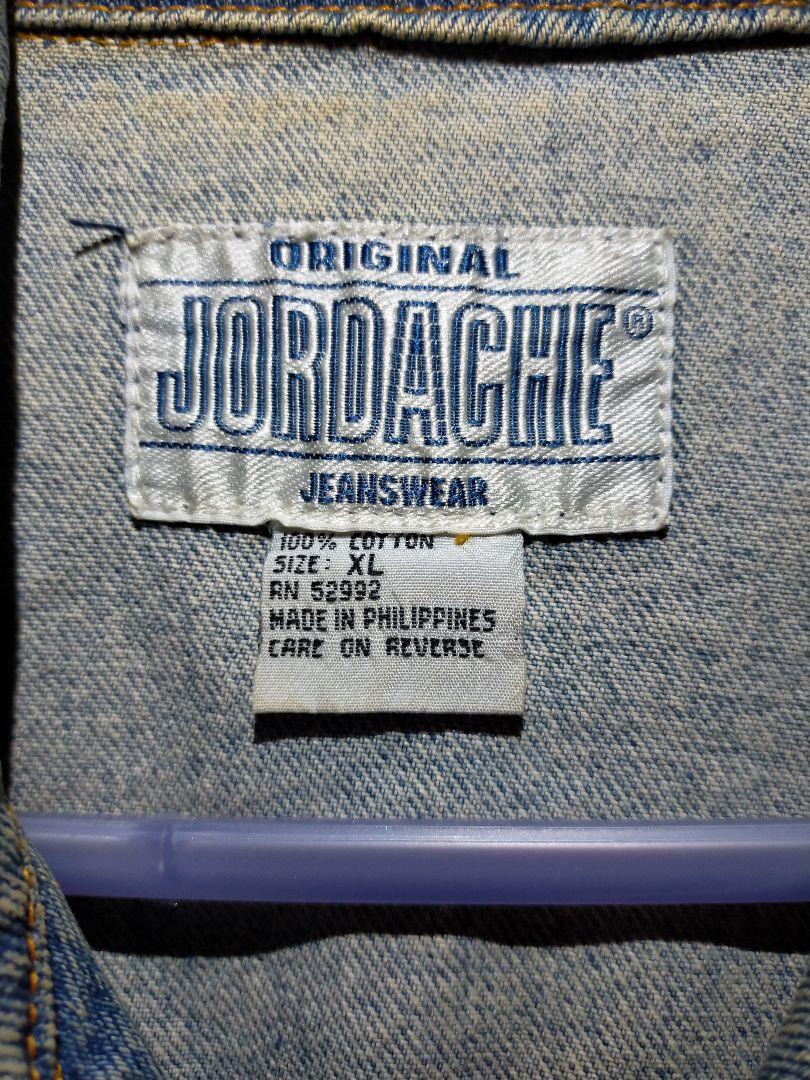 ORIGINAL
JORDACHE®
JEANSWEAR
100% COTTON
SIZE: XL
RN 52992
MADE IN PHILIPPINES
CARE ON REVERSE